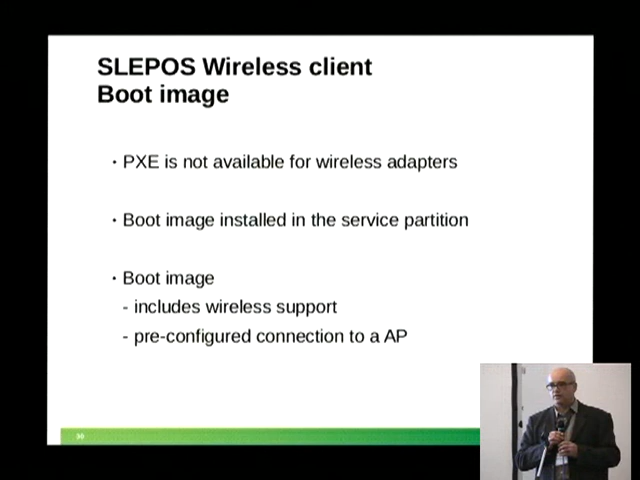 SLEPOS Wireless client
Boot image
· PXE is not available for wireless adapters
· Boot image installed in the service partition
· Boot image
- includes wireless support
- pre-configured connection to a AP